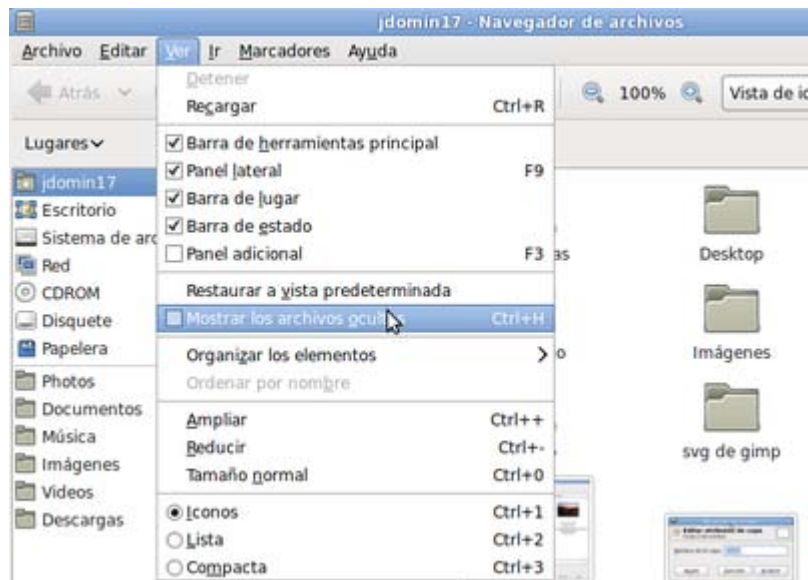 jdomin17 - Navegador de archivos
Archivo Editar Ver Ir Marcadores Ayuda
Atrás
100%
Vista de ic
Detener
Recargar Ctrl+R
Barra de herramientas principal
Panel lateral F9
Barra de lugar
Barra de estado
Panel adicional F3
Restaurar a vista predeterminada
Mostrar los archivos Ctrl+H
Organizar los elementos
Ordenar por nombre
Ampliar Ctrl++
Reducir Ctrl+-
Tamaño normal Ctrl+0
Iconos Ctrl+1
Lista Ctrl+2
Compacta Ctrl+3
Lugares
jdomin17
Escritorio
Sistema de arc
Red
CDROM
Disquete
Papelera
Photos
Documentos
Música
Imágenes
Videos
Descargas
as
o
Desktop
Imágenes
svg de gimp